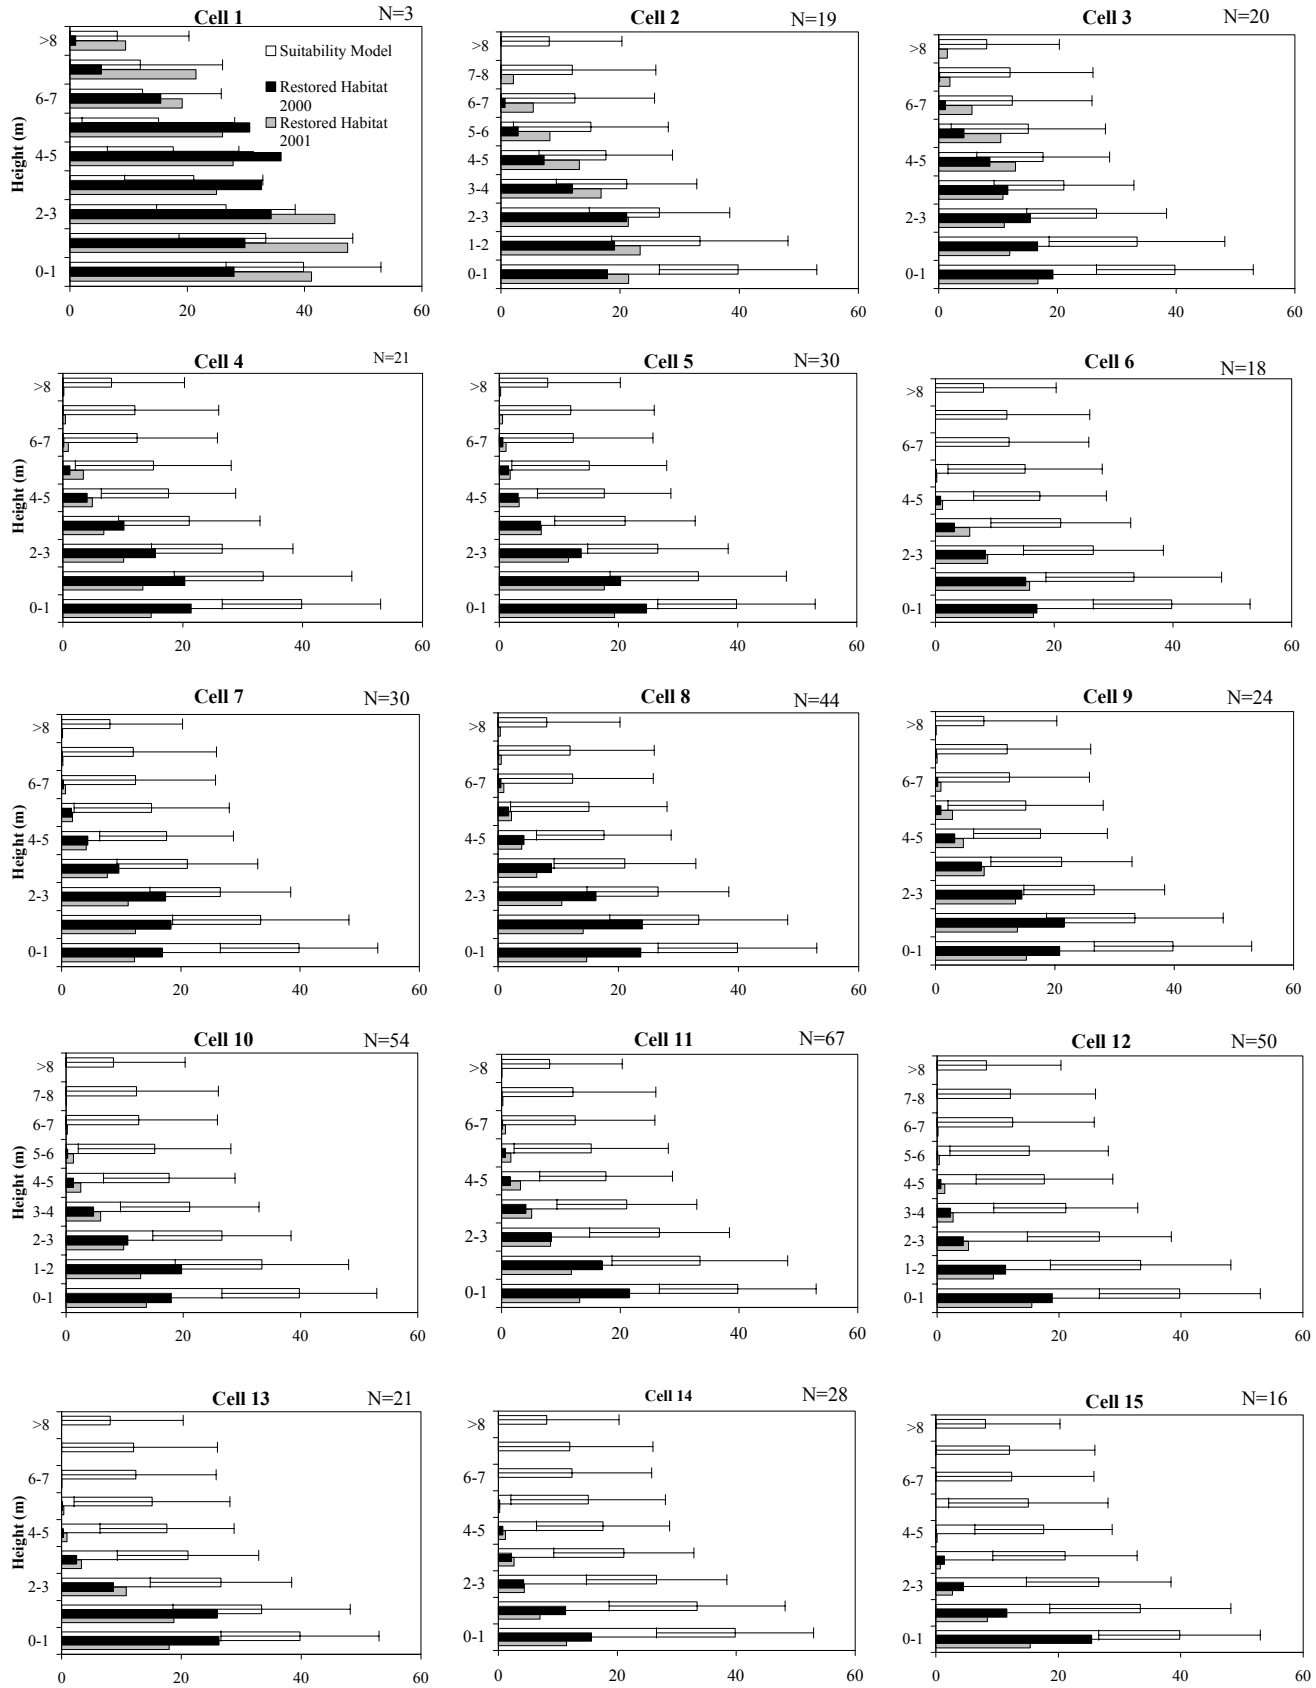 Cell 1 N=3
Height (m)
>8
6-7
4-5
2-3
0-1
0 20 40 60
Suitability Model
Restored Habitat
2000
Restored Habitat
2001
Cell 2 N=19
>8
7-8
6-7
5-6
4-5
3-4
2-3
1-2
0-1
0 20 40 60
Cell 3 N=20
>8
6-7
4-5
2-3
0-1
0 20 40 60
Cell 4 N=21
Height (m)
>8
6-7
4-5
2-3
0-1
0 20 40 60
Cell 5 N=30
>8
6-7
4-5
2-3
0-1
0 20 40 60
Cell 6 N=18
>8
6-7
4-5
2-3
0-1
0 20 40 60
Cell 7 N=30
Height (m)
>8
6-7
4-5
2-3
0-1
0 20 40 60
Cell 8 N=44
>8
6-7
4-5
2-3
0-1
0 20 40 60
Cell 9 N=24
>8
6-7
4-5
2-3
0-1
0 20 40 60
Cell 10 N=54
Height (m)
>8
7-8
6-7
5-6
4-5
3-4
2-3
1-2
0-1
0 20 40 60
Cell 11 N=67
>8
6-7
4-5
2-3
0-1
0 20 40 60
Cell 12 N=50
>8
7-8
6-7
5-6
4-5
3-4
2-3
1-2
0-1
0 20 40 60
Cell 13 N=21
Height (m)
>8
6-7
4-5
2-3
0-1
0 20 40 60
Cell 14 N=28
>8
6-7
4-5
2-3
0-1
0 20 40 60
Cell 15 N=16
>8
6-7
4-5
2-3
0-1
0 20 40 60